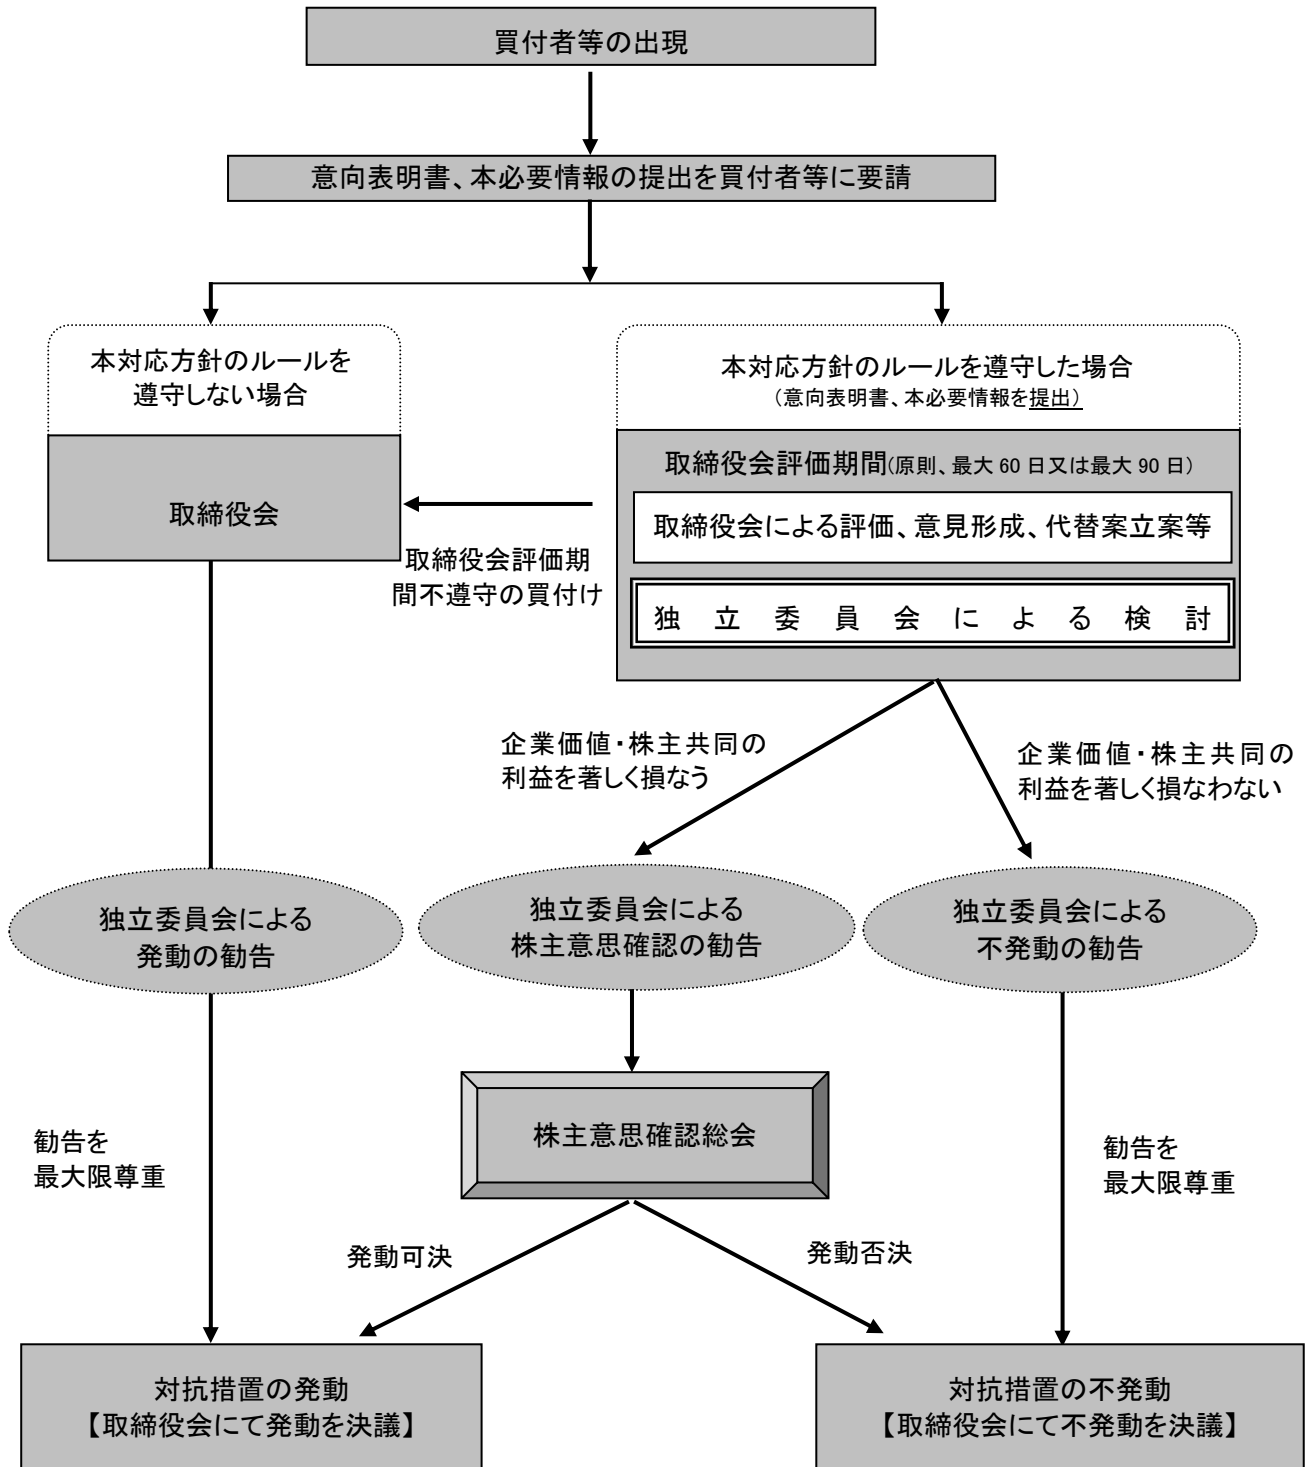 買付者等の出現
意向表明書、本必要情報の提出を買付者等に要請
本対応方針のルールを
遵守しない場合
取締役会
本対応方針のルールを遵守した場合
(意向表明書、本必要情報を提出)
取締役会評価期間(原則、最大 60 日又は最大 90 日)
取締役会による評価、意見形成、代替案立案等
独立委員会による検討
取締役会評価期
間不遵守の買付け
企業価値・株主共同の
利益を著しく損なう
企業価値・株主共同の
利益を著しく損なわない
独立委員会による
発動の勧告
独立委員会による
株主意思確認の勧告
独立委員会による
不発動の勧告
株主意思確認総会
勧告を
最大限尊重
勧告を
最大限尊重
発動可決
発動否決
対抗措置の発動
【取締役会にて発動を決議】
対抗措置の不発動
【取締役会にて不発動を決議】